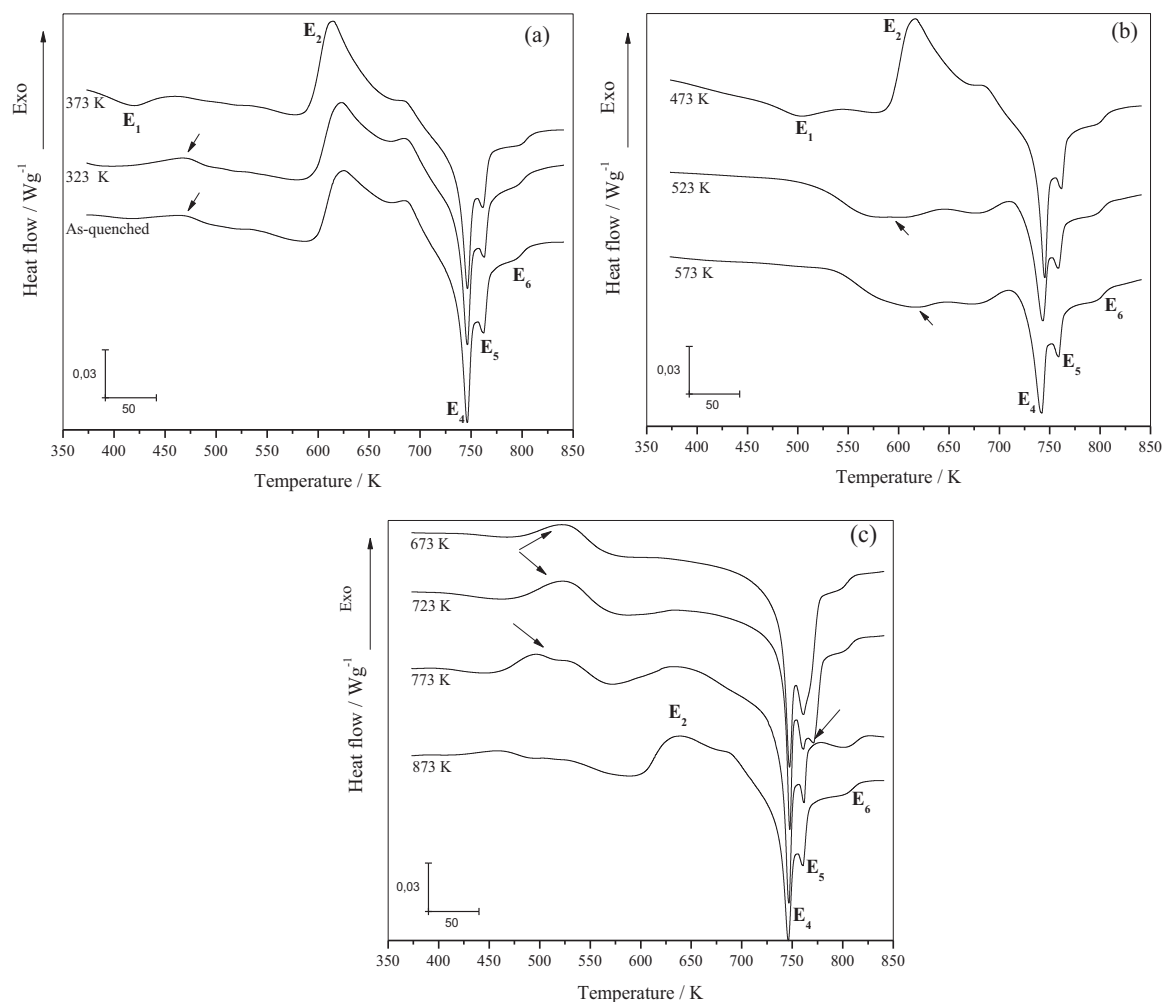 (a)
E2
Exo
373 K
E1
323 K
As-quenched
Heat flow / Wg-1
E6
E5
E4
0,03
50
350 400 450 500 550 600 650 700 750 800 850
Temperature / K
(b)
E2
Exo
473 K
E1
523 K
573 K
Heat flow / Wg-1
E6
E5
E4
0,03
50
350 400 450 500 550 600 650 700 750 800 850
Temperature / K
(c)
673 K
Exo
723 K
773 K
E2
873 K
Heat flow / Wg-1
E6
E5
E4
0,03
50
350 400 450 500 550 600 650 700 750 800 850
Temperature / K